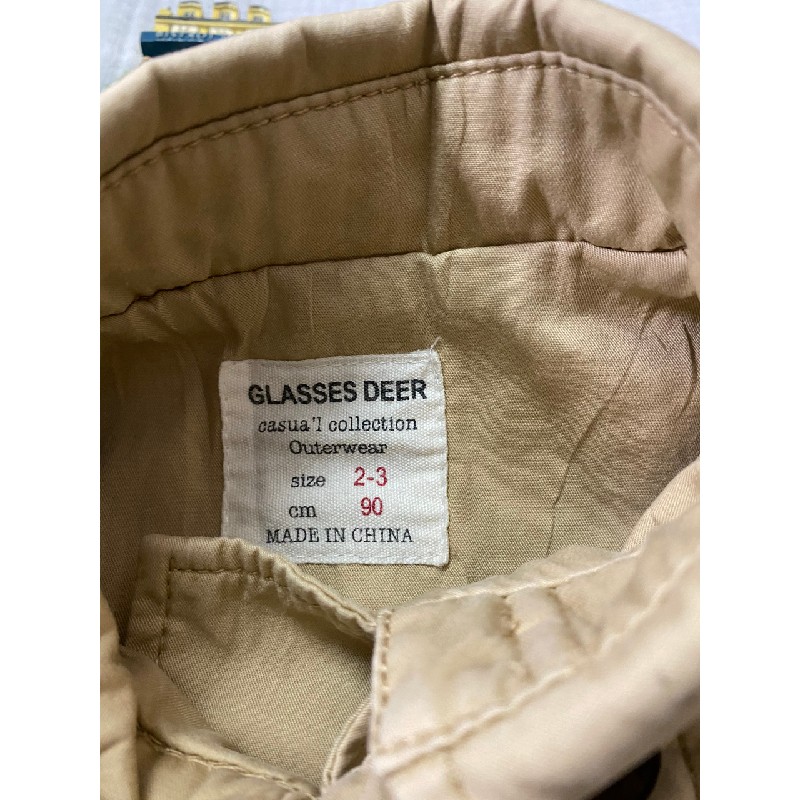 GLASSES DEER
casua'l collection
Outerwear
size 2-3
cm 90
MADE IN CHINA